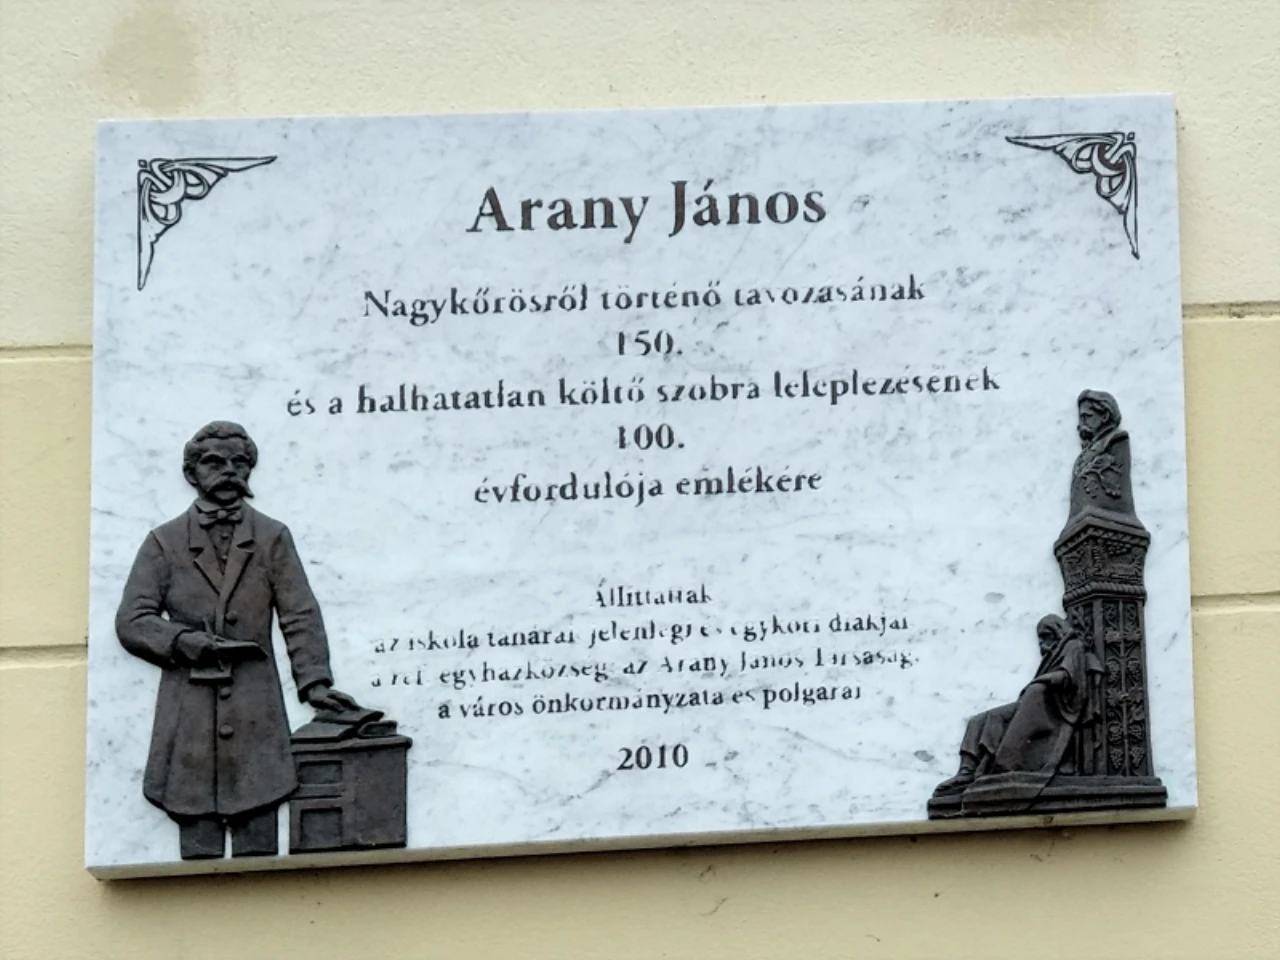 Arany János
Nagykőrösről történő távozásának
150.
és a halhatatlan költő szobra leleplezésének
100.
évfordulója emlékére
Állíttatták
az iskola tanárai jelenlegi és egykori diákjai
a ref. egyházközség az Arany János Társaság,
a város önkormányzata és polgárai
2010